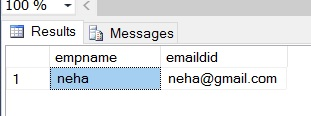 100 %
Results Messages
empname emaildid
1 neha neha@gmail.com